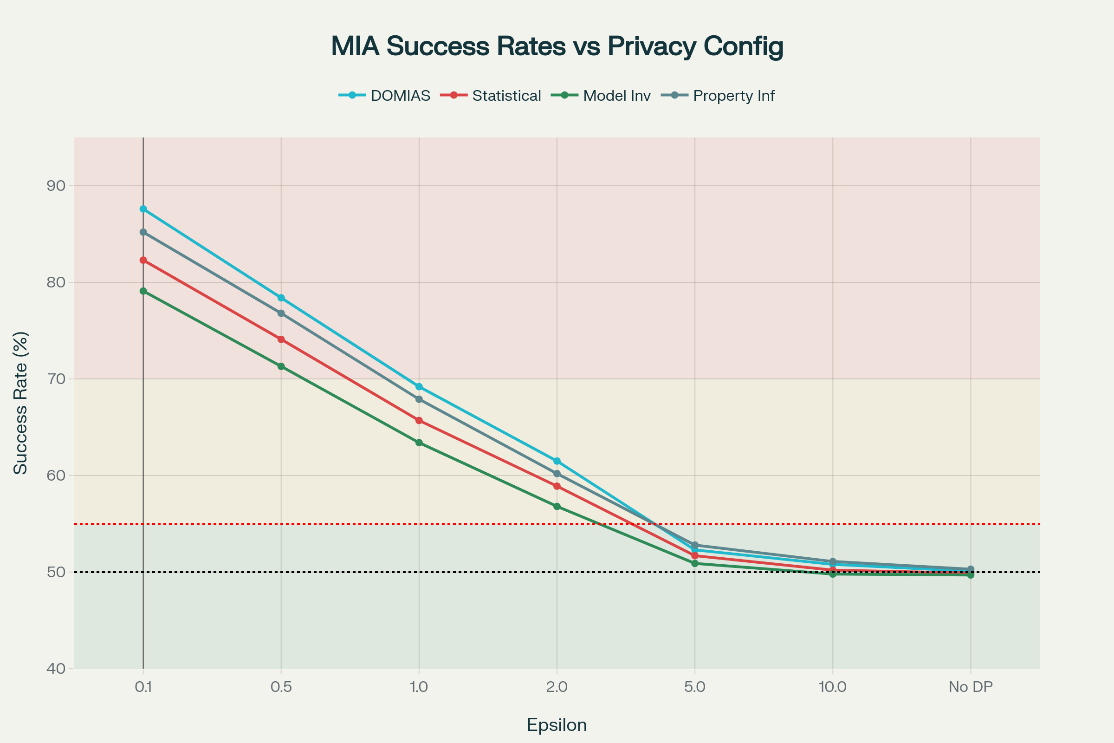 MIA Success Rates vs Privacy Config
DOMIAS Statistical Model Inv Property Inf
Success Rate (%)
90
80
70
60
50
40
0.1 0.5 1.0 2.0 5.0 10.0 No DP
Epsilon